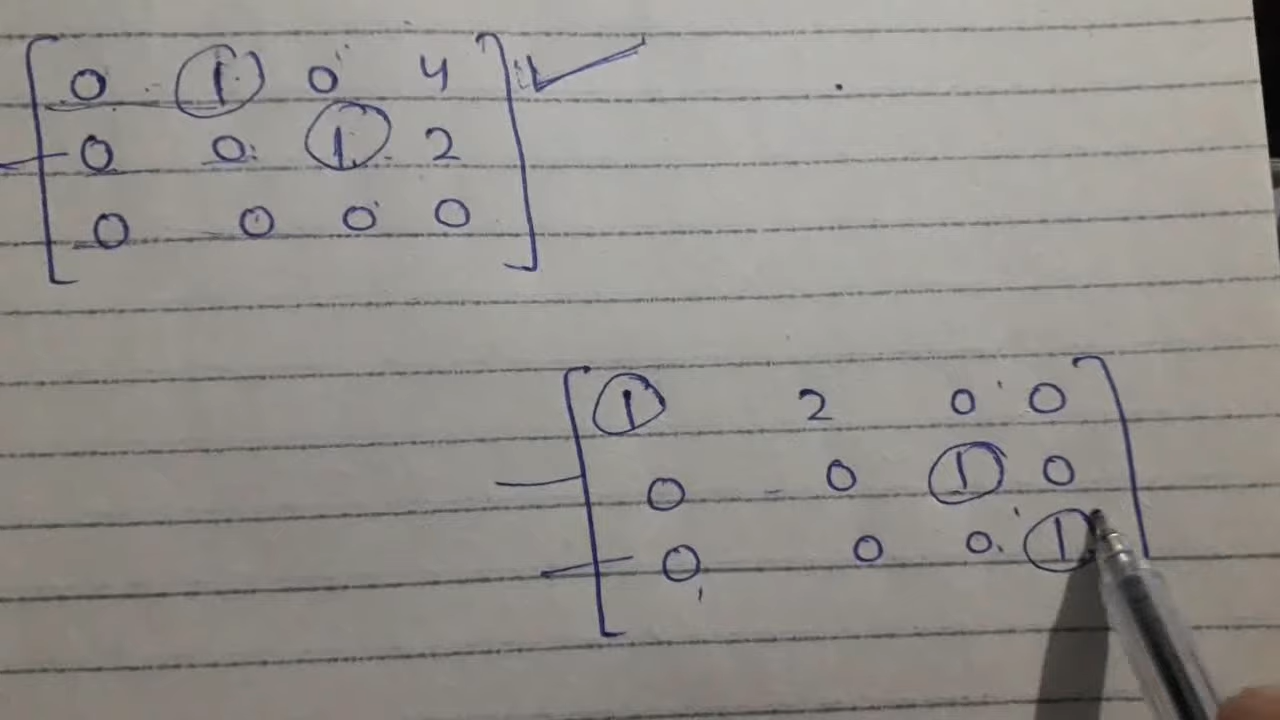 0 1 0 4
0 0 1 2
0 0 0 0
1 2 0 0
0 0 1 0
0 0 0 1